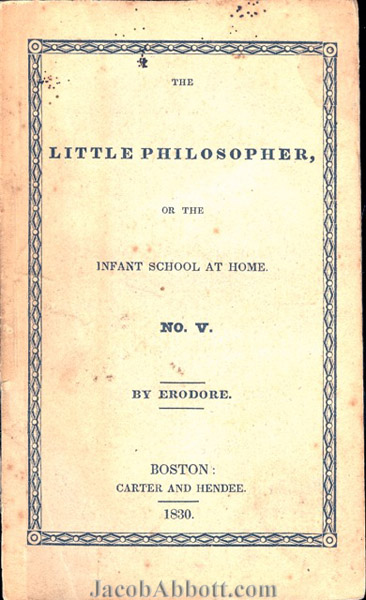 THE
LITTLE PHILOSOPHER,
OR THE
INFANT SCHOOL AT HOME.
NO. V.
BY ERODORE.
BOSTON:
CARTER AND HENDEE.
1830.
JacobAbbott.com